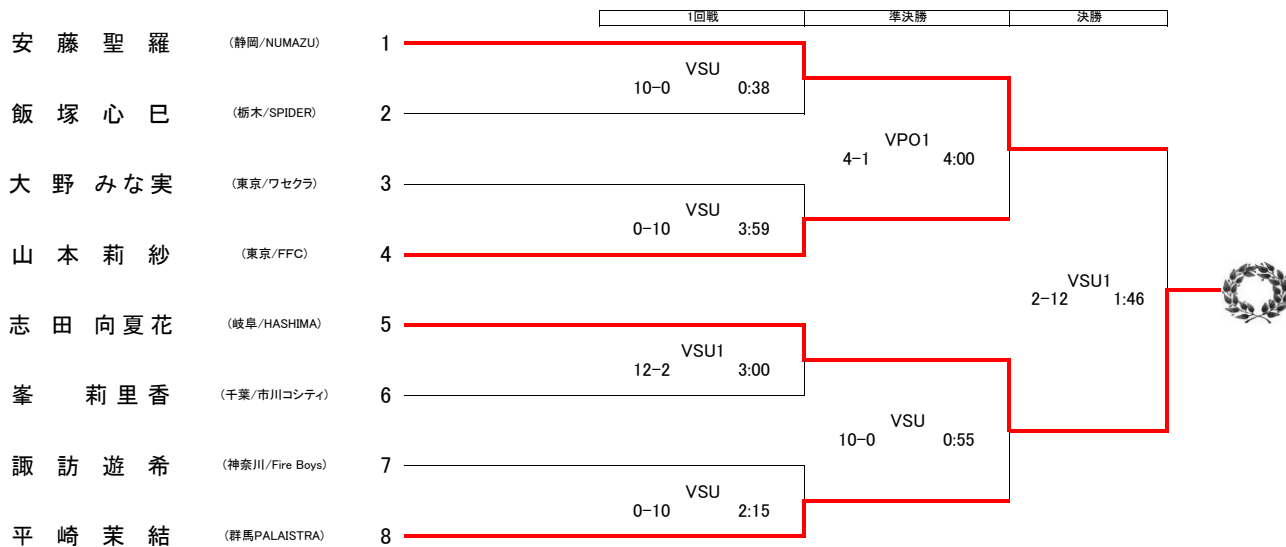 1回戦 準決勝 決勝
安藤聖羅 (静岡/NUMAZU) 1
VSU
10-0 0:38
飯塚心巳 (栃木/SPIDER) 2
VPO1
4-1 4:00
大野みな実 (東京/ワセクラ) 3
VSU
0-10 3:59
山本莉紗 (東京/FFC) 4
VSU1
2-12 1:46
志田向夏花 (岐阜/HASHIMA) 5
VSU1
12-2 3:00
峯莉里香 (千葉/市川コシティ) 6
VSU
10-0 0:55
諏訪遊希 (神奈川/Fire Boys) 7
VSU
0-10 2:15
平崎茉結 (群馬PALAISTRA) 8